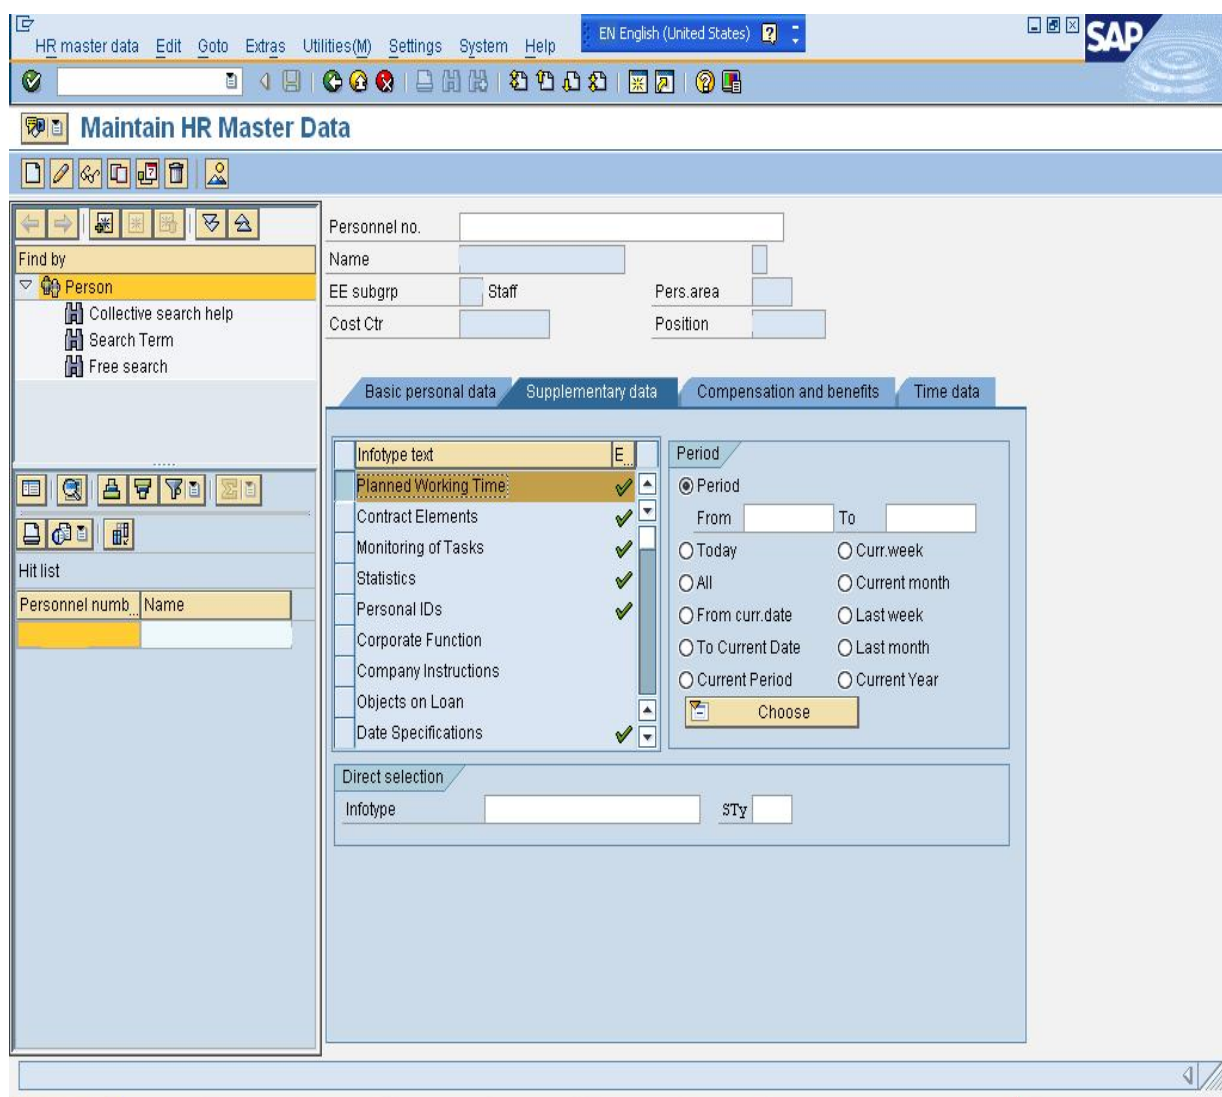 HR master data Edit Goto Extras Utilities(M) Settings System Help
EN English (United States)
SAP
Maintain HR Master Data
Find by
Person
Collective search help
Search Term
Free search
Hit list
Personnel numb... Name
Personnel no.
Name
EE subgrp Staff Pers.area
Cost Ctr Position
Basic personal data Supplementary data Compensation and benefits Time data
Infotype text E...
Planned Working Time
Contract Elements
Monitoring of Tasks
Statistics
Personal IDs
Corporate Function
Company Instructions
Objects on Loan
Date Specifications
Period
Period
From To
Today Curr.week
All Current month
From curr.date Last week
To Current Date Last month
Current Period Current Year
Choose
Direct selection
Infotype STy